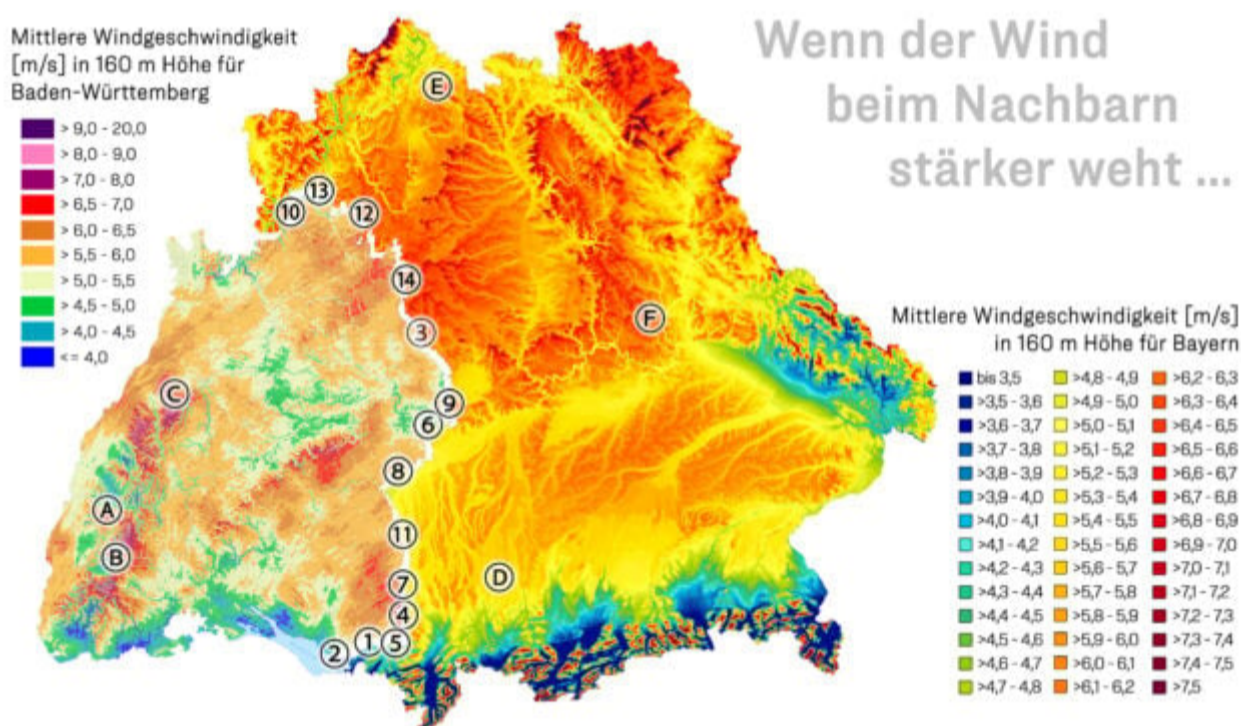 Wenn der Wind
beim Nachbarn
stärker weht ...
Mittlere Windgeschwindigkeit
[m/s] in 160 m Höhe für
Baden-Württemberg
> 9,0 - 20,0
> 8,0 - 9,0
> 7,0 - 8,0
> 6,5 - 7,0
> 6,0 - 6,5
> 5,5 - 6,0
> 5,0 - 5,5
> 4,5 - 5,0
> 4,0 - 4,5
<= 4,0
E
13
10
12
14
3
F
C
9
6
8
A
11
B
7
D
4
1
5
2
Mittlere Windgeschwindigkeit [m/s]
in 160 m Höhe für Bayern
bis 3,5
>3,5 - 3,6
>3,6 - 3,7
>3,7 - 3,8
>3,8 - 3,9
>3,9 - 4,0
>4,0 - 4,1
>4,1 - 4,2
>4,2 - 4,3
>4,3 - 4,4
>4,4 - 4,5
>4,5 - 4,6
>4,6 - 4,7
>4,7 - 4,8
>4,8 - 4,9
>4,9 - 5,0
>5,0 - 5,1
>5,1 - 5,2
>5,2 - 5,3
>5,3 - 5,4
>5,4 - 5,5
>5,5 - 5,6
>5,6 - 5,7
>5,7 - 5,8
>5,8 - 5,9
>5,9 - 6,0
>6,0 - 6,1
>6,1 - 6,2
>6,2 - 6,3
>6,3 - 6,4
>6,4 - 6,5
>6,5 - 6,6
>6,6 - 6,7
>6,7 - 6,8
>6,8 - 6,9
>6,9 - 7,0
>7,0 - 7,1
>7,1 - 7,2
>7,2 - 7,3
>7,3 - 7,4
>7,4 - 7,5
>7,5